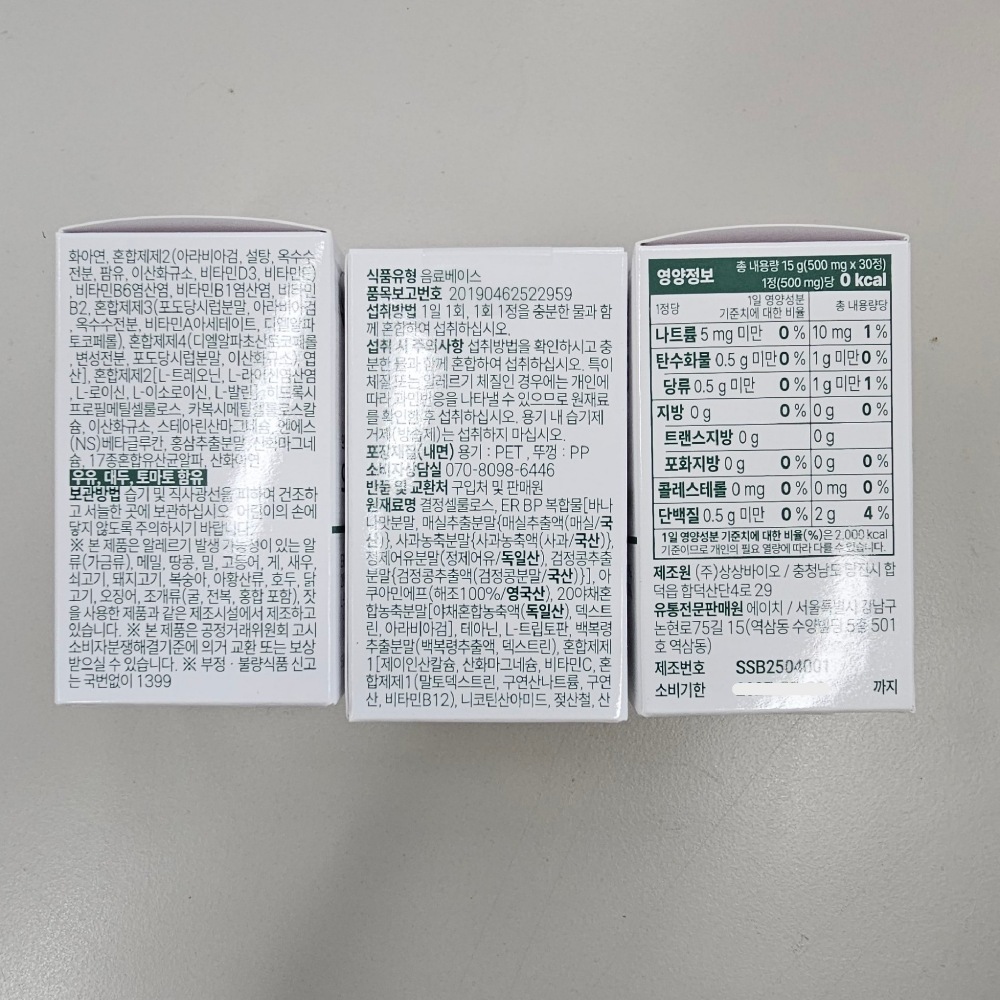 화아연, 혼합제제2(아라비아검, 설탕, 옥수수
전분, 팜유, 이산화규소, 비타민D3, 비타민E)
, 비타민B6염산염, 비타민B1염산염, 비타민
B2, 혼합제제3(포도당시럽분말, 아라비아검
, 옥수수전분, 비타민A아세테이트, 디엘알파
토코페롤), 혼합제제4(디엘알파초산토코페롤
, 변성전분, 포도당시럽분말, 이산화규소), 엽
산], 혼합제제2[L-트레오닌, L-라이신염산염
, L-로이신, L-이소로이신, L-발린], 히드록시
프로필메틸셀룰로스, 카복시메틸셀룰로스칼
슘, 이산화규소, 스테아린산마그네슘, 엔에스
(NS)베타글루칸, 홍삼추출분말, 산화마그네
슘, 17종혼합유산균알파, 산화아연
우유, 대두, 토마토 함유
보관방법 습기 및 직사광선을 피하여 건조하
고 서늘한 곳에 보관하십시오. 어린이의 손에
닿지 않도록 주의하시기 바랍니다.
※ 본 제품은 알레르기 발생 가능성이 있는 알
류(가금류), 메밀, 땅콩, 밀, 고등어, 게, 새우,
쇠고기, 돼지고기, 복숭아, 아황산류, 호두, 닭
고기, 오징어, 조개류(굴, 전복, 홍합 포함), 잣
을 사용한 제품과 같은 제조시설에서 제조하고
있습니다. ※ 본 제품은 공정거래위원회 고시
소비자분쟁해결기준에 의거 교환 또는 보상
받으실 수 있습니다. ※ 부정 · 불량식품 신고
는 국번없이 1399
식품유형 음료베이스
품목보고번호 20190462522959
섭취방법 1일 1회, 1회 1정을 충분한 물과 함
께 혼합하여 섭취하십시오.
섭취 시 주의사항 섭취방법을 확인하시고 충
분한 물과 함께 혼합하여 섭취하십시오. 특이
체질 또는 알레르기 체질인 경우에는 개인에
따라 과민반응을 나타낼 수 있으므로 원재료
를 확인한 후 섭취하십시오. 용기 내 습기제
거제(방습제)는 섭취하지 마십시오.
포장재질(내면) 용기 : PET , 뚜껑 : PP
소비자상담실 070-8098-6446
반품 및 교환처 구입처 및 판매원
원재료명 결정셀룰로스, ER BP 복합물[바나
나맛분말, 매실추출분말{매실추출액(매실/국
산)}, 사과농축분말{사과농축액(사과/국산)},
정제어유분말(정제어유/독일산), 검정콩추출
분말{검정콩추출액(검정콩분말/국산)}], 아
쿠아민에프(해조100%/영국산), 20야채혼
합농축분말[야채혼합농축액(독일산), 덱스트
린, 아라비아검], 테아닌, L-트립토판, 백복령
추출분말(백복령추출액, 덱스트린), 혼합제제
1[제이인산칼슘, 산화마그네슘, 비타민C, 혼
합제제1(말토덱스트린, 구연산나트륨, 구연
산, 비타민B12), 니코틴산아미드, 젖산철, 산
영양정보 총 내용량 15 g(500 mg x 30정)
1정(500 mg)당 0 kcal
1정당 1일 영양성분 기준치에 대한 비율 총 내용량당
나트륨 5 mg 미만 0 % 10 mg 1 %
탄수화물 0.5 g 미만 0 % 1 g 미만 0 %
당류 0.5 g 미만 0 % 1 g 미만 1 %
지방 0 g 0 % 0 g 0 %
트랜스지방 0 g 0 g
포화지방 0 g 0 % 0 g 0 %
콜레스테롤 0 mg 0 % 0 mg 0 %
단백질 0.5 g 미만 0 % 2 g 4 %
1일 영양성분 기준치에 대한 비율(%)은 2,000 kcal
기준이므로 개인의 필요 열량에 따라 다를 수 있습니다.
제조원 (주)상상바이오 / 충청남도 당진시 합
덕읍 합덕산단4로 29
유통전문판매원 에이치 / 서울특별시 강남구
논현로75길 15(역삼동 수양빌딩 5층 501
호 역삼동)
제조번호 SSB2504001
소비기한 까지